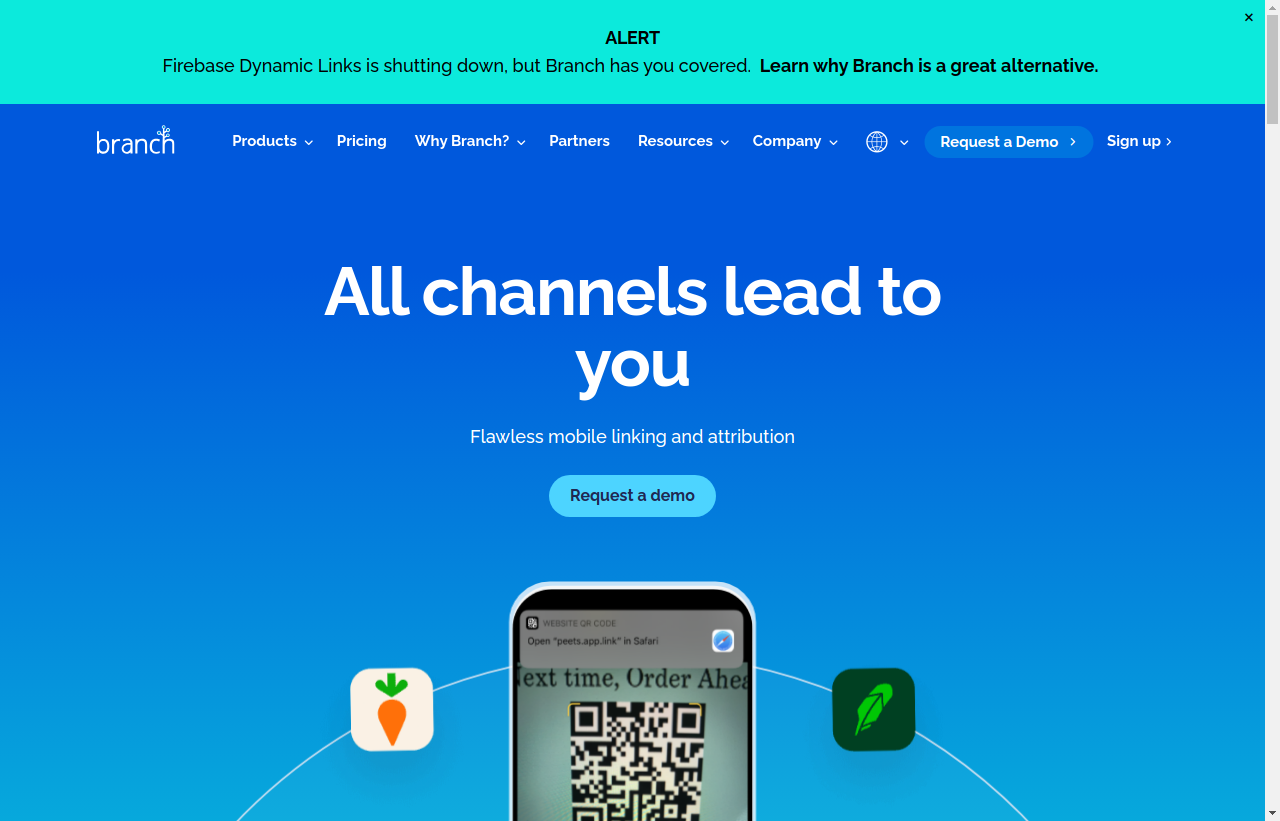 ALERT
Firebase Dynamic Links is shutting down, but Branch has you covered. Learn why Branch is a great alternative.
branch
Products
Pricing
Why Branch?
Partners
Resources
Company
Request a Demo
Sign up
All channels lead to
you
Flawless mobile linking and attribution
Request a demo
WEBSITE QR CODE
Open "peets.app.link" in Safari
Next time, Order Ahea